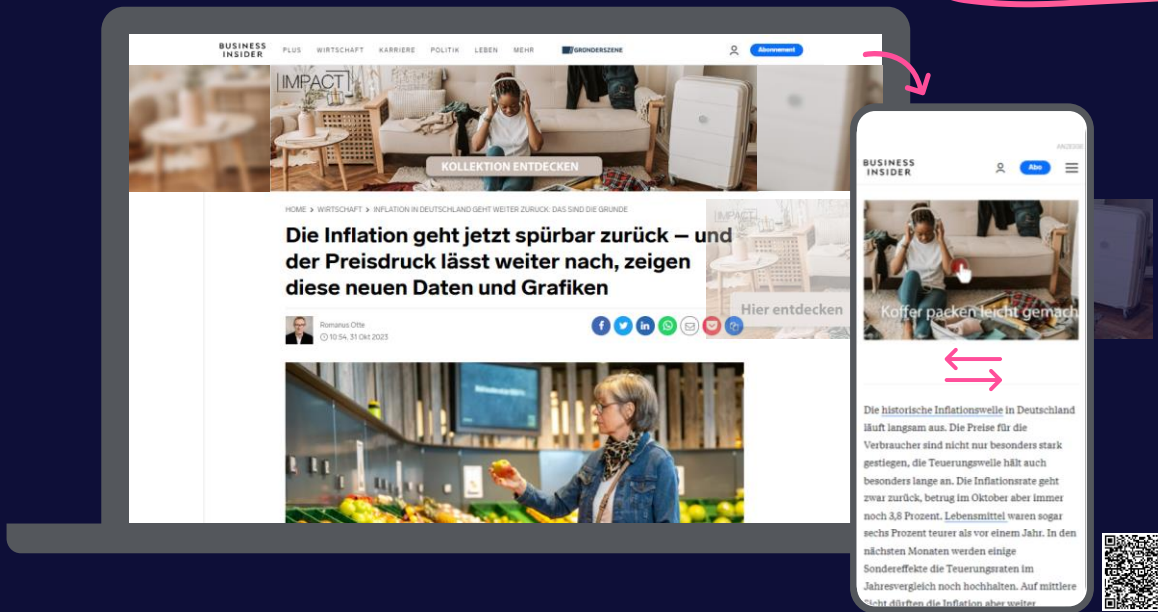 BUSINESS
INSIDER
PLUS WIRTSCHAFT KARRIERE POLITIK LEBEN MEHR GRÜNDERSZENE
Abonnement
IMPACT
KOLLEKTION ENTDECKEN
HOME > WIRTSCHAFT > INFLATION IN DEUTSCHLAND GEHT WEITER ZURÜCK: DAS SIND DIE GRÜNDE
Die Inflation geht jetzt spürbar zurück – und
der Preisdruck lässt weiter nach, zeigen
diese neuen Daten und Grafiken
Romanus Otte
10:54, 31 Okt 2023
IMPACT
Hier entdecken
ANZEIGE
BUSINESS
INSIDER
Abo
Koffer packen leicht gemach
Die historische Inflationswelle in Deutschland
läuft langsam aus. Die Preise für die
Verbraucher sind nicht nur besonders stark
gestiegen, die Teuerungswelle hält auch
besonders lange an. Die Inflationsrate geht
zwar zurück, betrug im Oktober aber immer
noch 3,8 Prozent. Lebensmittel waren sogar
sechs Prozent teurer als vor einem Jahr. In den
nächsten Monaten werden einige
Sondereffekte die Teuerungsraten im
Jahresvergleich noch hochhalten. Auf mittlere
Sicht dürften die Inflation aber weiter